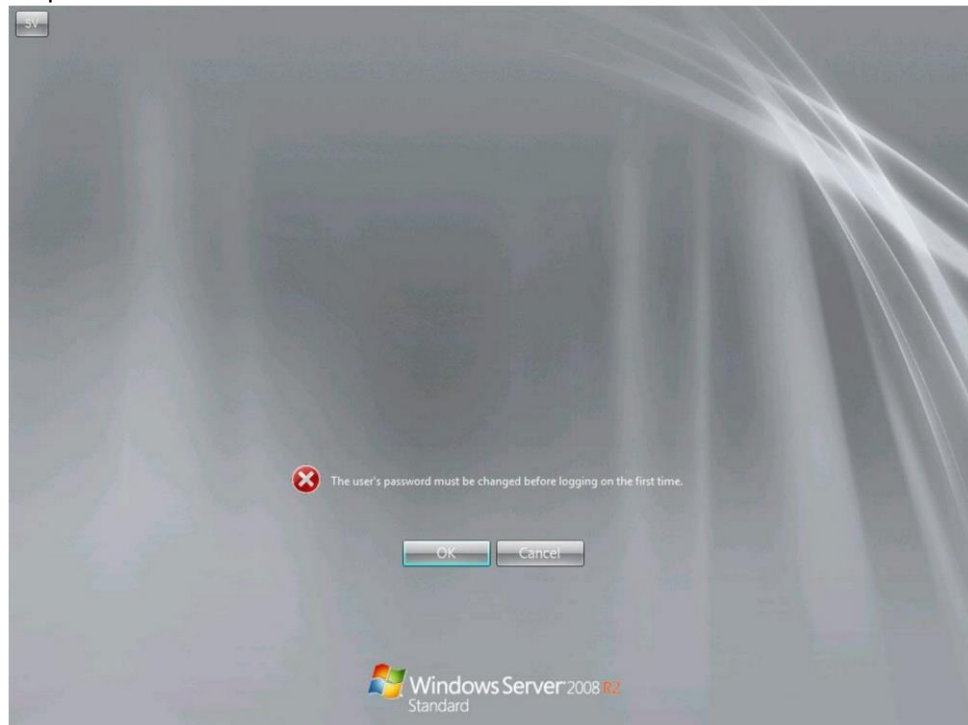 SV
The user's password must be changed before logging on the first time.
OK
Cancel
Windows Server 2008 R2
Standard